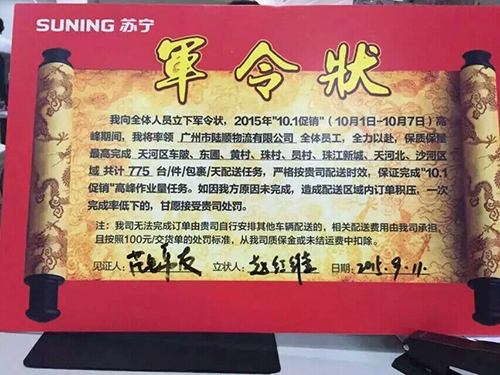 SUNING 苏宁
軍令狀
我向全体人员立下军令状，2015年"10.1促销"（10月1日-10月7日）高
峰期间，我将率领 广州市陆顺物流有限公司 全体员工，全力以赴，保质保量
最高完成 天河区车陂、东圃、黄村、珠村、员村、珠江新城、天河北、沙河区
域 共计 775 台/件/包裹/天配送任务，严格按贵司配送时效，保证完成"10.1
促销"高峰作业量任务。如因我方原因未完成，造成配送区域内订单积压，一次
完成率低下的，甘愿接受贵司处罚。
注：我司无法完成订单由贵司自行安排其他车辆配送的，相关配送费用由我司承担，
且按照100元/交货单的处罚标准，从我司质保金或未结运费中扣除。
见证人： 立状人： 日期：2015.9.11.